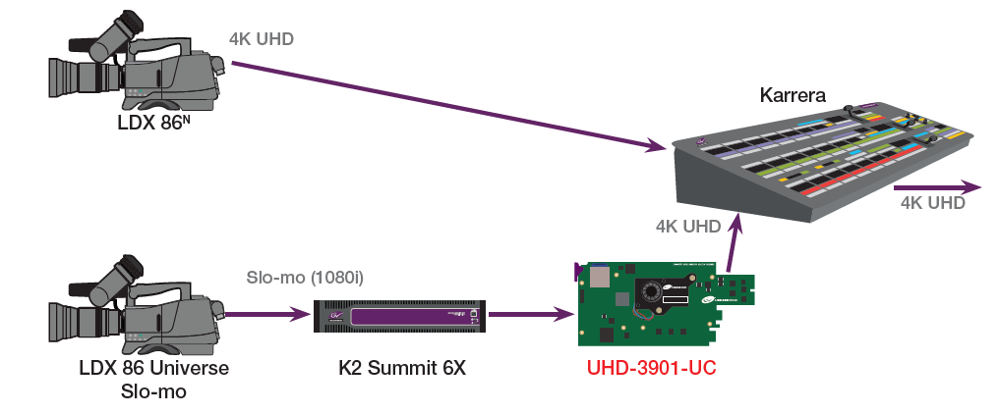 4K UHD
LDX 86ᴺ
Karrera
4K UHD
4K UHD
Slo-mo (1080i)
LDX 86 Universe
Slo-mo
K2 Summit 6X
UHD-3901-UC